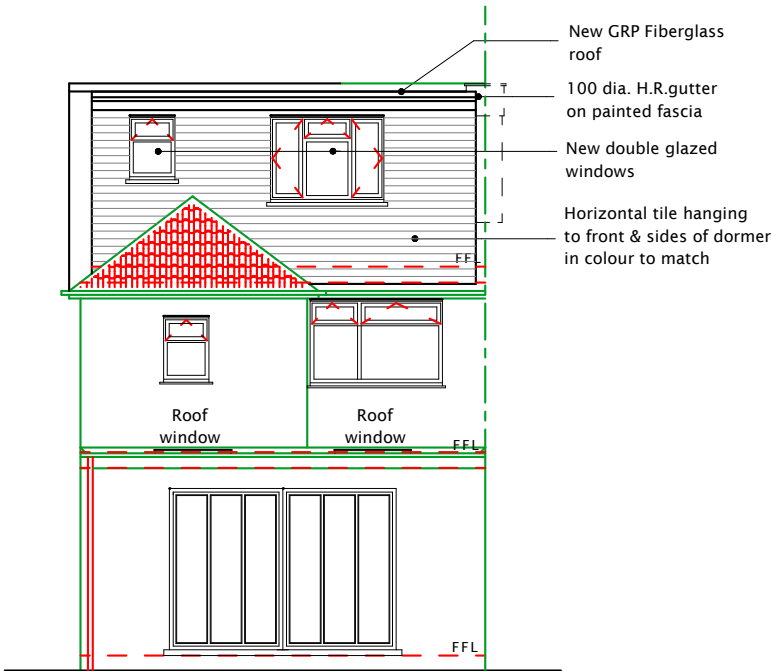 New GRP Fiberglass
roof
100 dia. H.R.gutter
on painted fascia
New double glazed
windows
Horizontal tile hanging
to front & sides of dormer
in colour to match
FFL
Roof
window
Roof
window
FFL
FFL